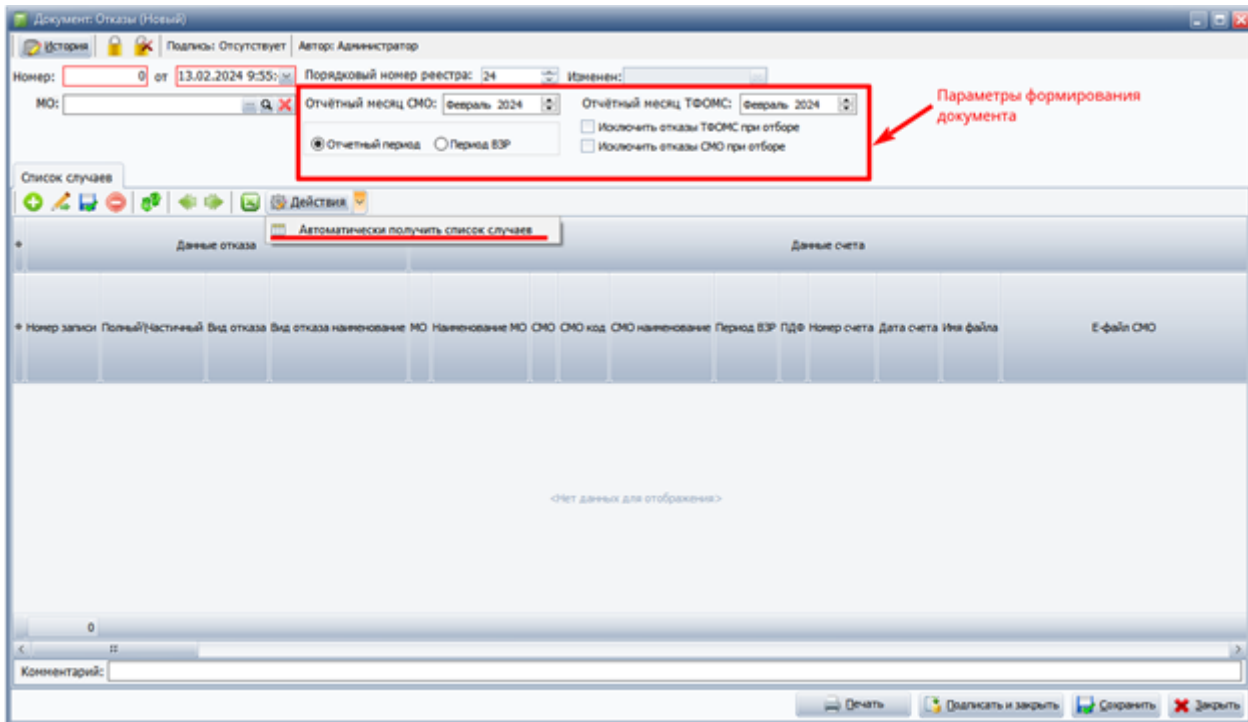 Документ: Отказы (Новый)
История Подпись: Отсутствует Автор: Администратор
Номер: 0 от 13.02.2024 9:55: Порядковый номер реестра: 24 Изменен:
МО: Отчётный месяц СМО: Февраль 2024 Отчётный месяц ТФОМС: Февраль 2024
Параметры формирования
документа
Исключить отказы ТФОМС при отборе
Отчетный период Период ВЗР Исключить отказы СМО при отборе
Список случаев
Действия
Автоматически получить список случаев
Данные отказа Данные счета
Номер записи Полный/Частичный Вид отказа Вид отказа наименование МО Наименование МО СМО СМО код СМО наименование Период ВЗР ПДФ Номер счета Дата счета Имя файла Е-файл СМО
<Нет данных для отображения>
0
Комментарий:
Печать Подписать и закрыть Сохранить Закрыть